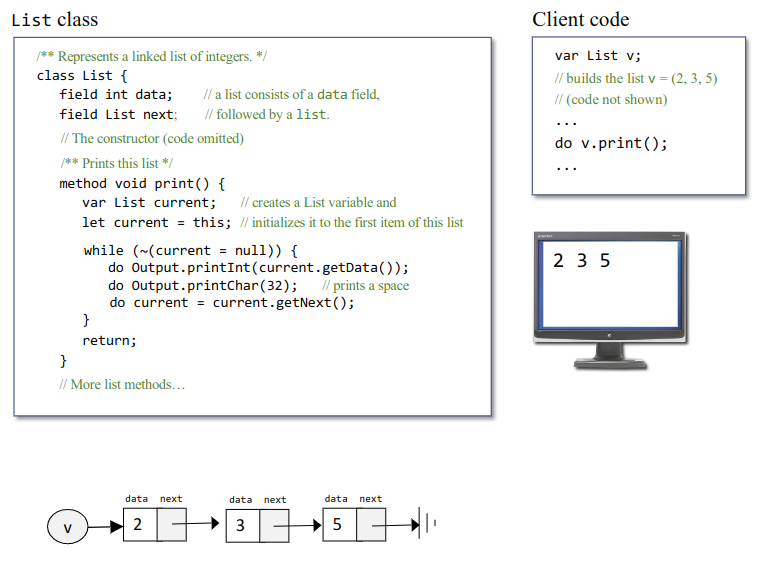 List class
/** Represents a linked list of integers. */
class List {
field int data; // a list consists of a data field,
field List next; // followed by a list.
// The constructor (code omitted)
/** Prints this list */
method void print() {
var List current; // creates a List variable and
let current = this; // initializes it to the first item of this list
while (~(current = null)) {
do Output.printInt(current.getData());
do Output.printChar(32); // prints a space
do current = current.getNext();
}
return;
}
// More list methods…
Client code
var List v;
// builds the list v = (2, 3, 5)
// (code not shown)
...
do v.print();
...
2 3 5
data next data next data next
v 2 3 5